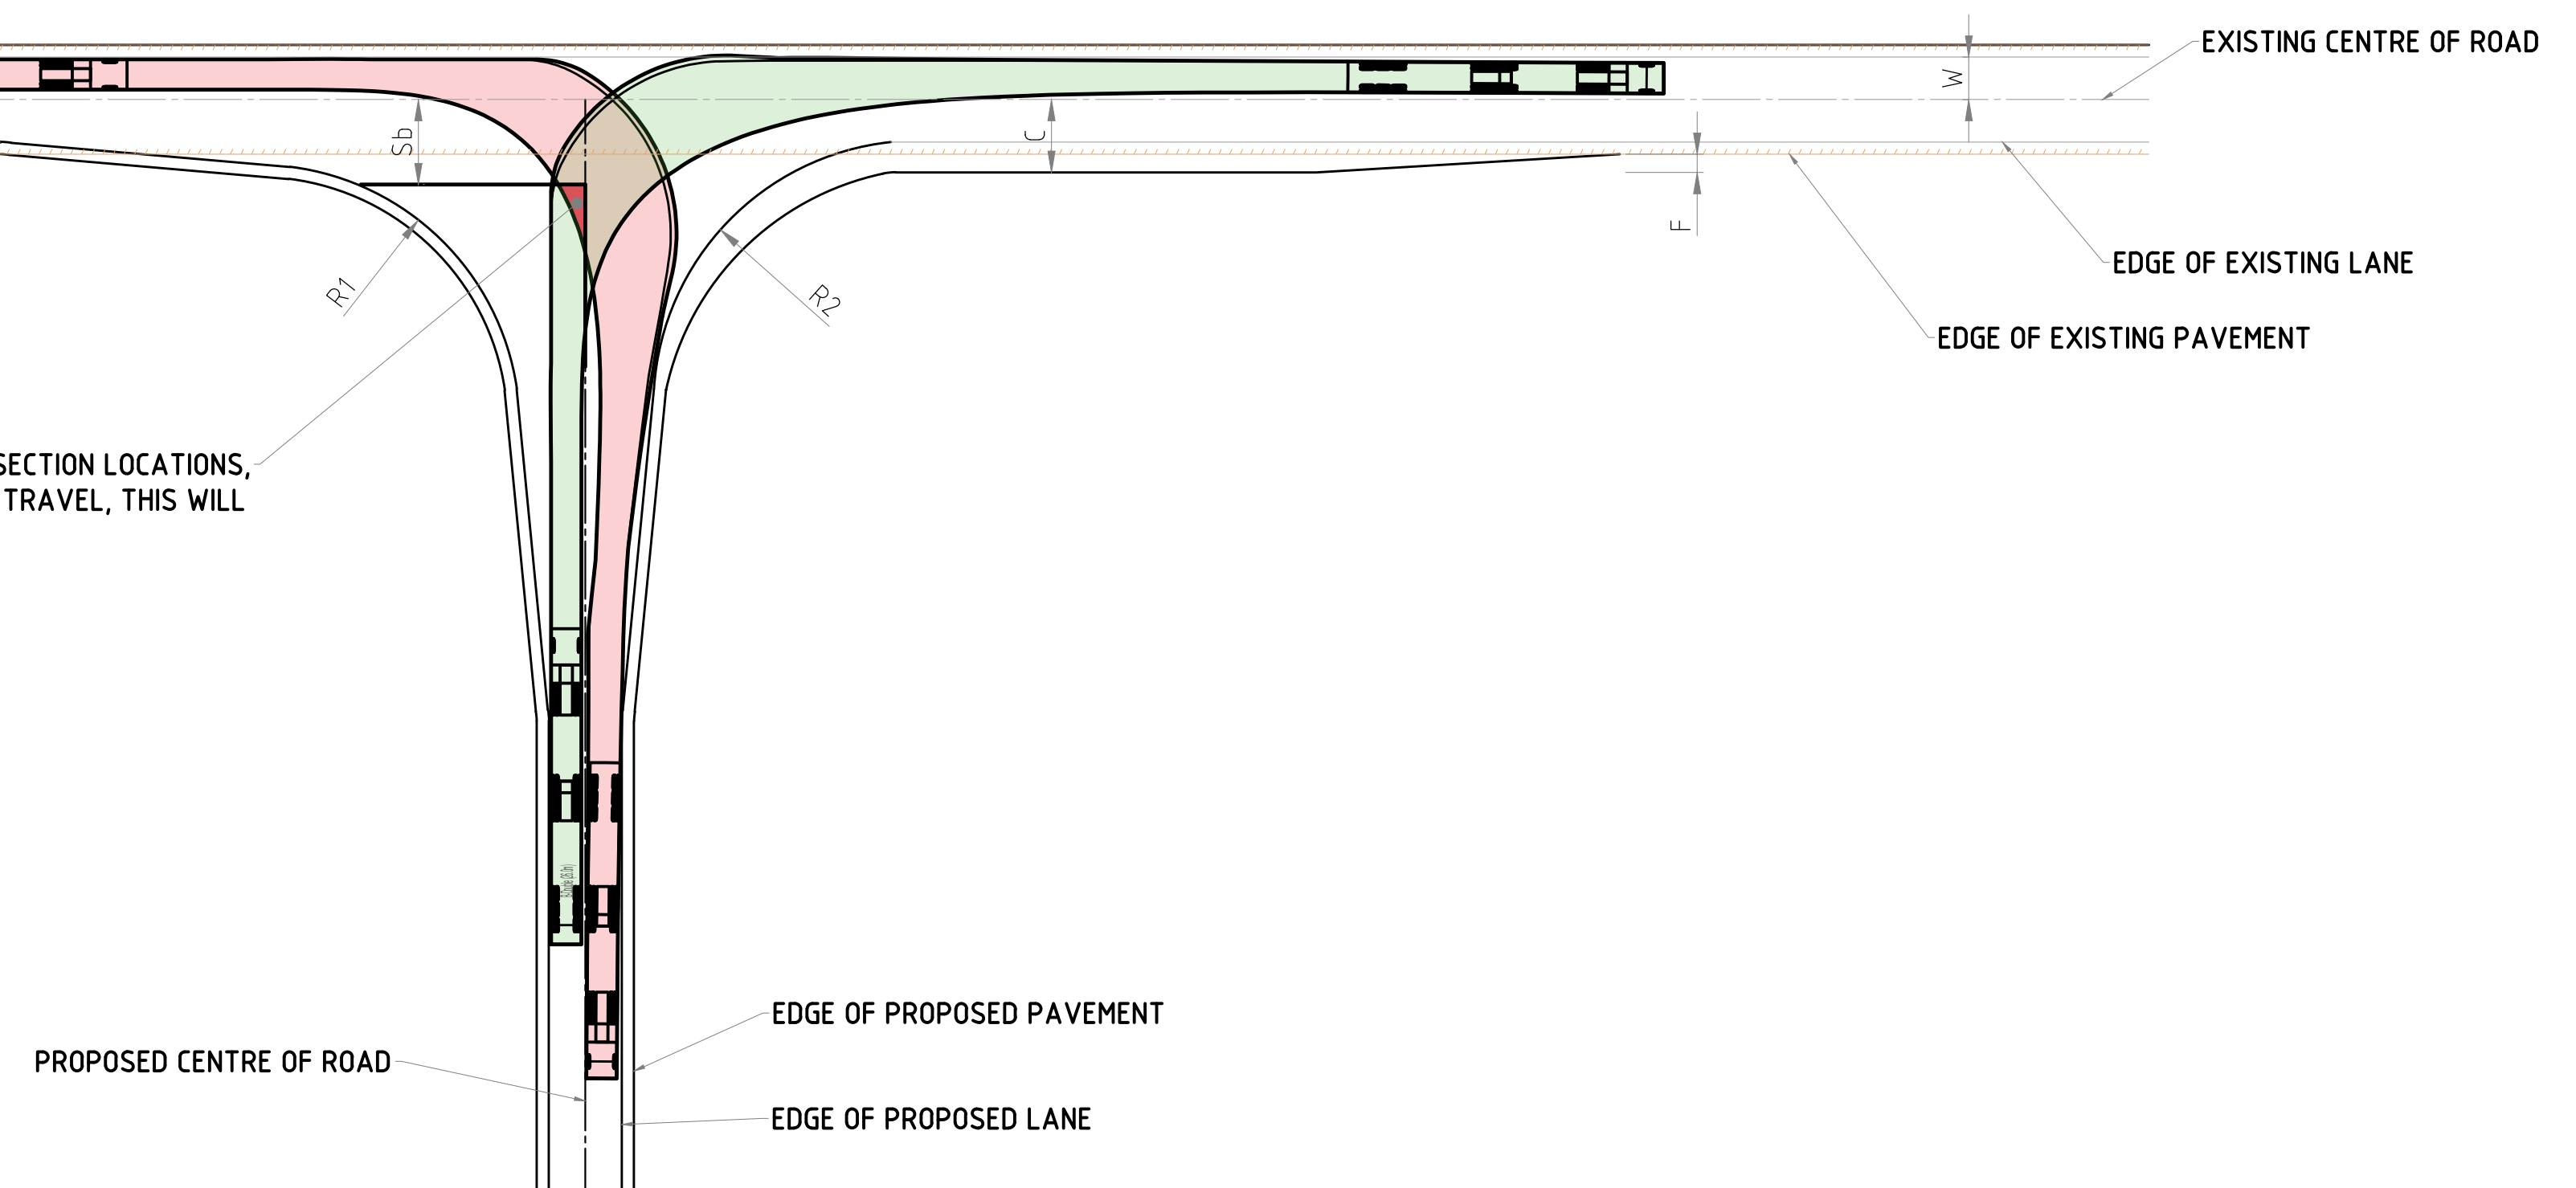 EXISTING CENTRE OF ROAD
W
Sb
C
F
EDGE OF EXISTING LANE
R1
R2
EDGE OF EXISTING PAVEMENT
SECTION LOCATIONS,
TRAVEL, THIS WILL
EDGE OF PROPOSED PAVEMENT
PROPOSED CENTRE OF ROAD
EDGE OF PROPOSED LANE